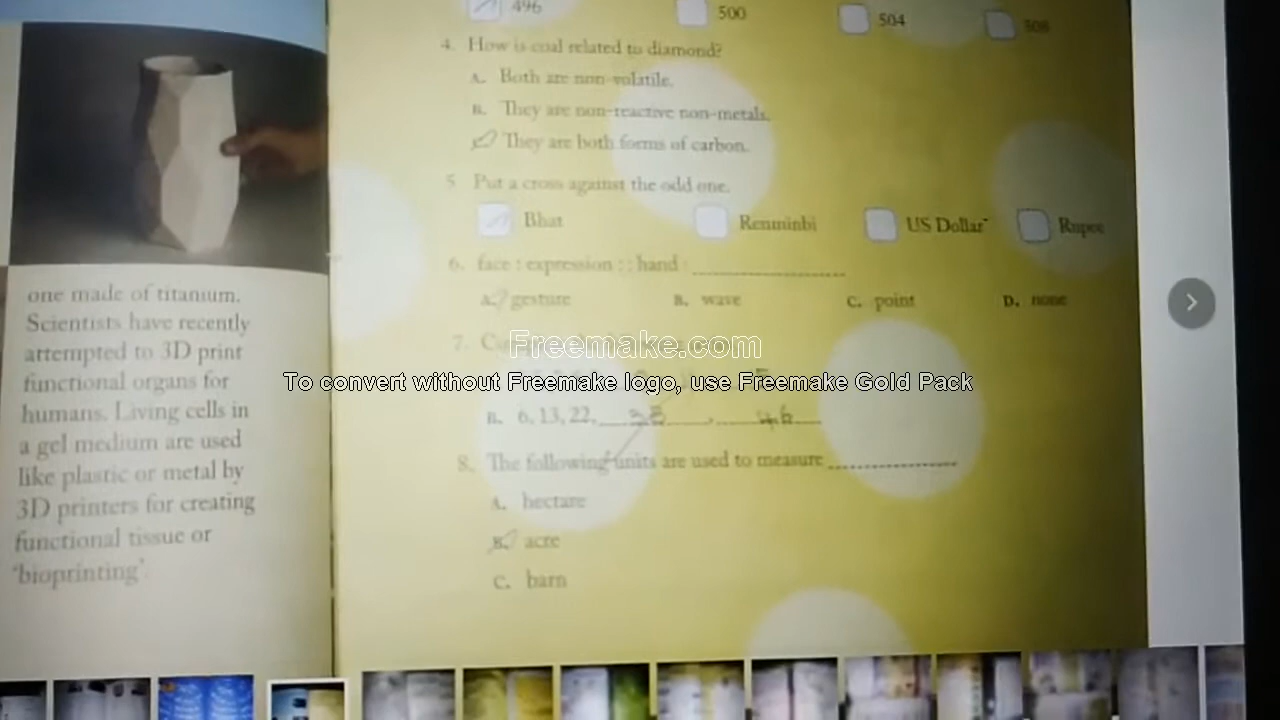 one made of titanium.
Scientists have recently
attempted to 3D print
functional organs for
humans. Living cells in
a gel medium are used
like plastic or metal by
3D printers for creating
functional tissue or
'bioprinting'.
496 500 504 508
4. How is coal related to diamond?
A. Both are non-volatile.
B. They are non-reactive non-metals.
They are both forms of carbon.
5. Put a cross against the odd one.
Bhat Renminbi US Dollar Rupee
6. face : expression : : hand :
A. gesture B. wave C. point D. none
7.
Freemake.com
To convert without Freemake logo, use Freemake Gold Pack
B. 6, 13, 22, 33, 46
8. The following units are used to measure
A. hectare
B. acre
C. barn